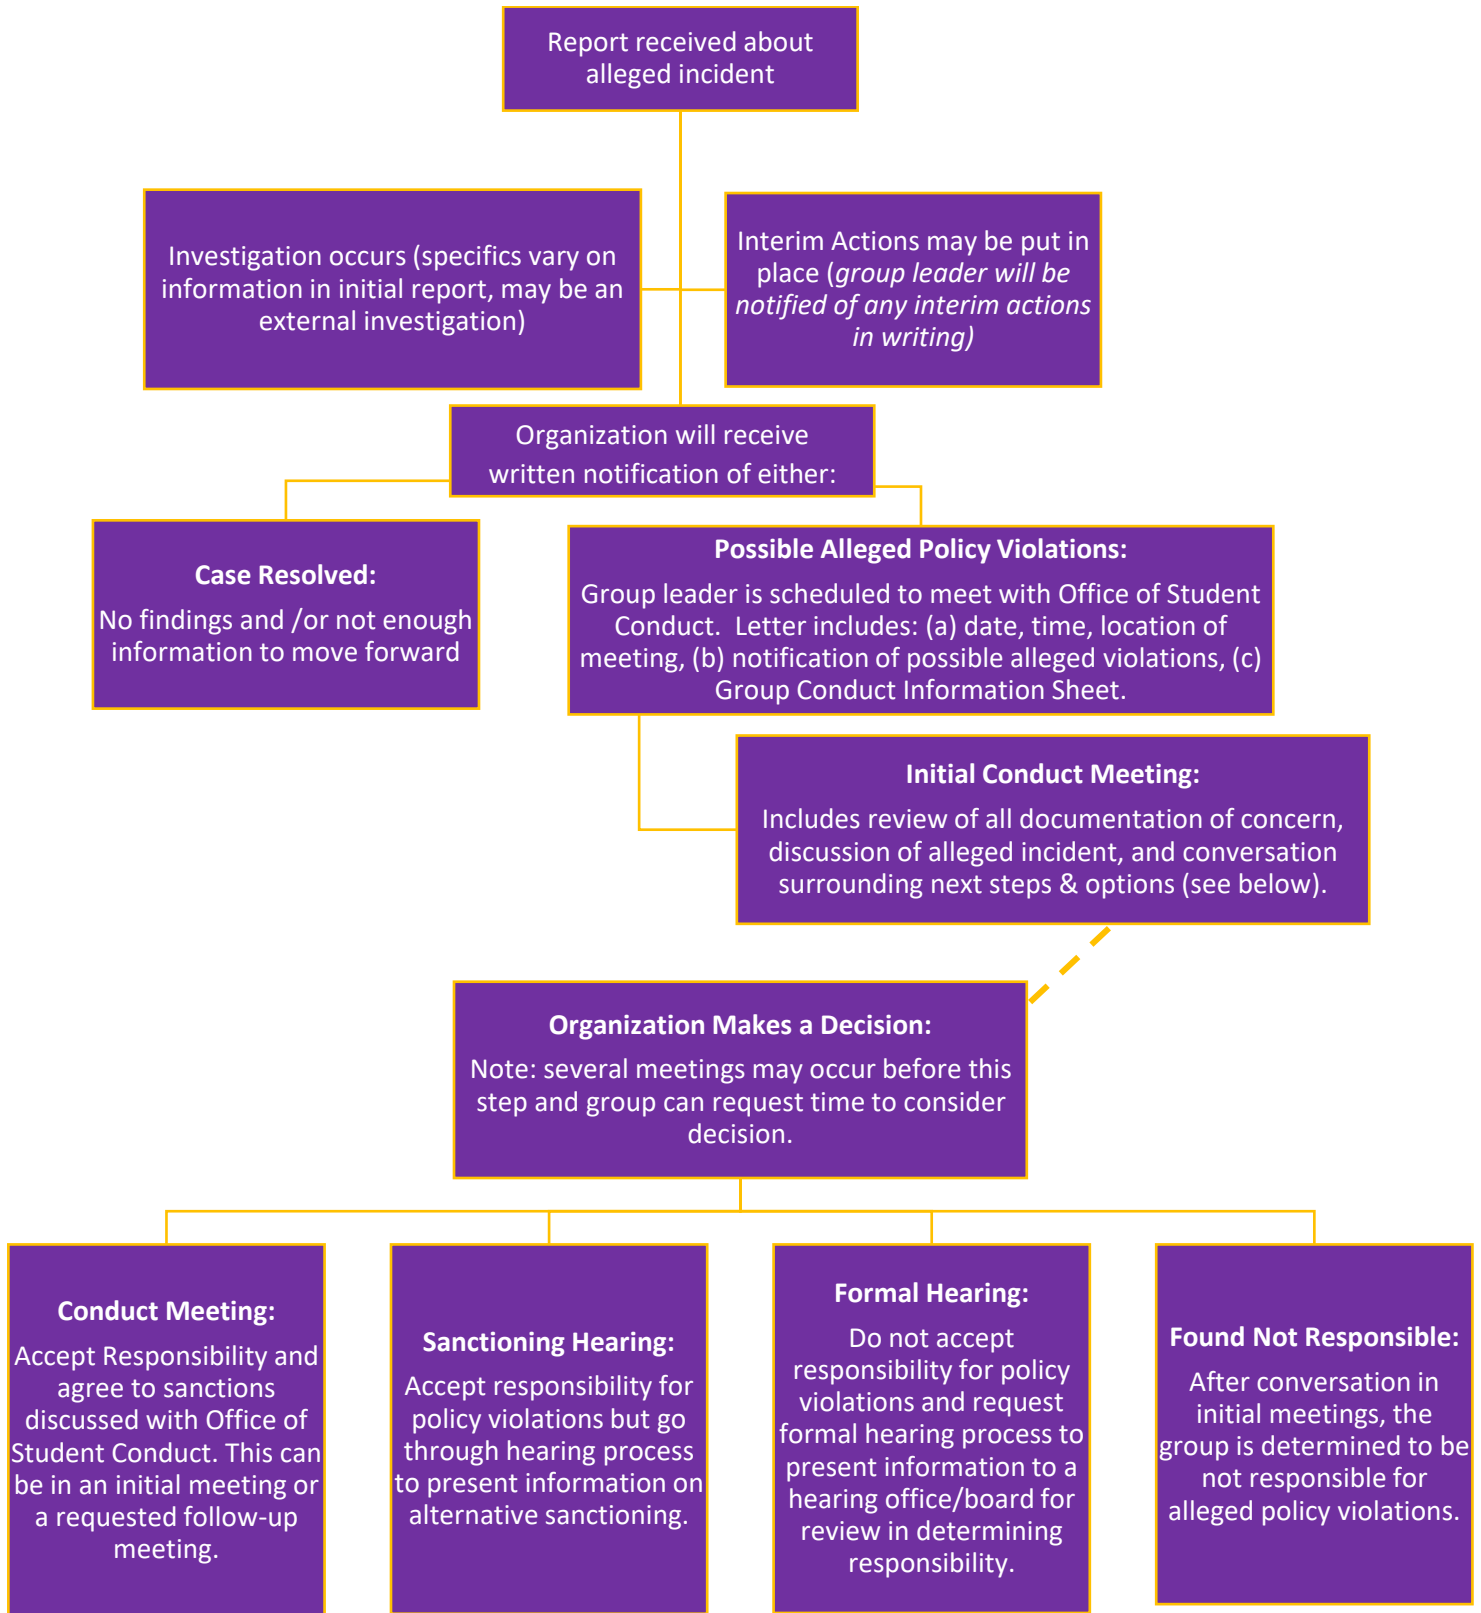 Report received about
alleged incident
Investigation occurs (specifics vary on
information in initial report, may be an
external investigation)
Interim Actions may be put in
place (group leader will be
notified of any interim actions
in writing)
Organization will receive
written notification of either:
Case Resolved:
No findings and /or not enough
information to move forward
Possible Alleged Policy Violations:
Group leader is scheduled to meet with Office of Student
Conduct.  Letter includes: (a) date, time, location of
meeting, (b) notification of possible alleged violations, (c)
Group Conduct Information Sheet.
Initial Conduct Meeting:
Includes review of all documentation of concern,
discussion of alleged incident, and conversation
surrounding next steps & options (see below).
Organization Makes a Decision:
Note: several meetings may occur before this
step and group can request time to consider
decision.
Conduct Meeting:
Accept Responsibility and
agree to sanctions
discussed with Office of
Student Conduct. This can
be in an initial meeting or
a requested follow-up
meeting.
Sanctioning Hearing:
Accept responsibility for
policy violations but go
through hearing process
to present information on
alternative sanctioning.
Formal Hearing:
Do not accept
responsibility for policy
violations and request
formal hearing process to
present information to a
hearing office/board for
review in determining
responsibility.
Found Not Responsible:
After conversation in
initial meetings, the
group is determined to be
not responsible for
alleged policy violations.